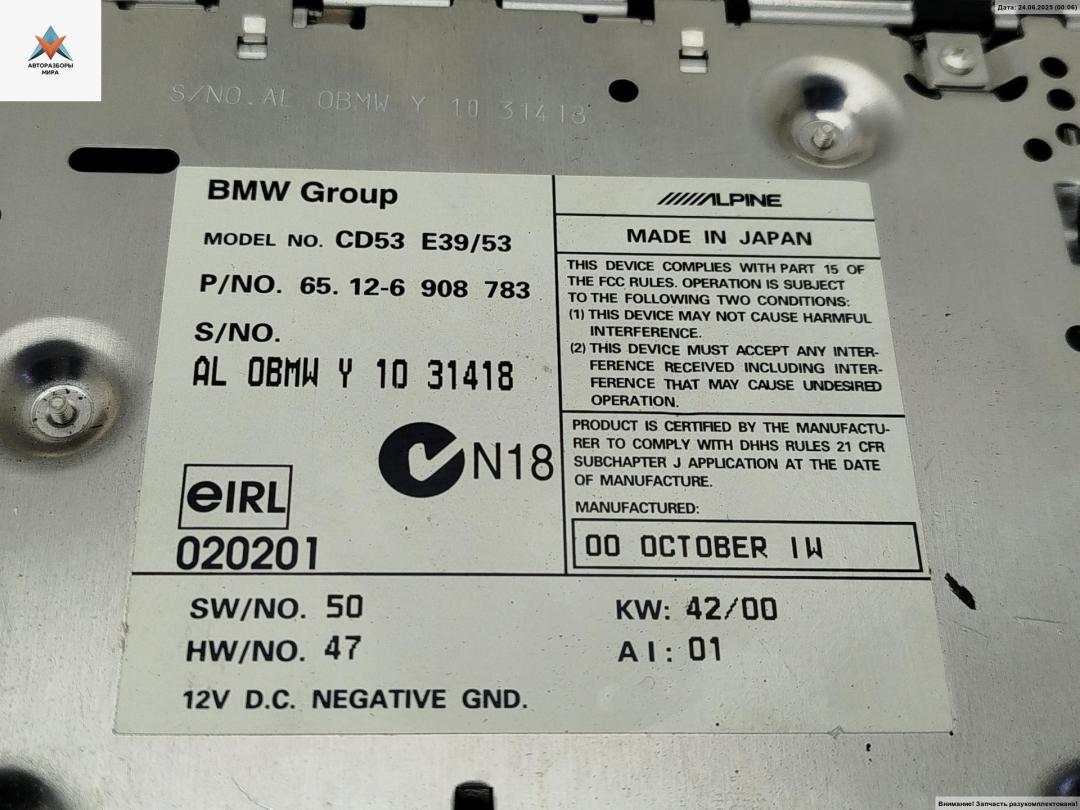 Дата: 24.06.2025 (00:06)
АВТОРАЗБОРЫ
МИРА
S/NO. AL 0BMW Y 10 31418
BMW Group
MODEL NO. CD53 E39/53
P/NO. 65. 12-6 908 783
S/NO.
AL 0BMW Y 10 31418
N18
eIRL
020201
ALPINE
MADE IN JAPAN
THIS DEVICE COMPLIES WITH PART 15 OF
THE FCC RULES. OPERATION IS SUBJECT
TO THE FOLLOWING TWO CONDITIONS:
(1) THIS DEVICE MAY NOT CAUSE HARMFUL
INTERFERENCE.
(2) THIS DEVICE MUST ACCEPT ANY INTER-
FERENCE RECEIVED INCLUDING INTER-
FERENCE THAT MAY CAUSE UNDESIRED
OPERATION.
PRODUCT IS CERTIFIED BY THE MANUFACTU-
RER TO COMPLY WITH DHHS RULES 21 CFR
SUBCHAPTER J APPLICATION AT THE DATE
OF MANUFACTURE.
MANUFACTURED:
00 OCTOBER 1W
SW/NO. 50
KW: 42/00
HW/NO. 47
AI: 01
12V D.C. NEGATIVE GND.
Внимание! Запчасть разукомплектована!